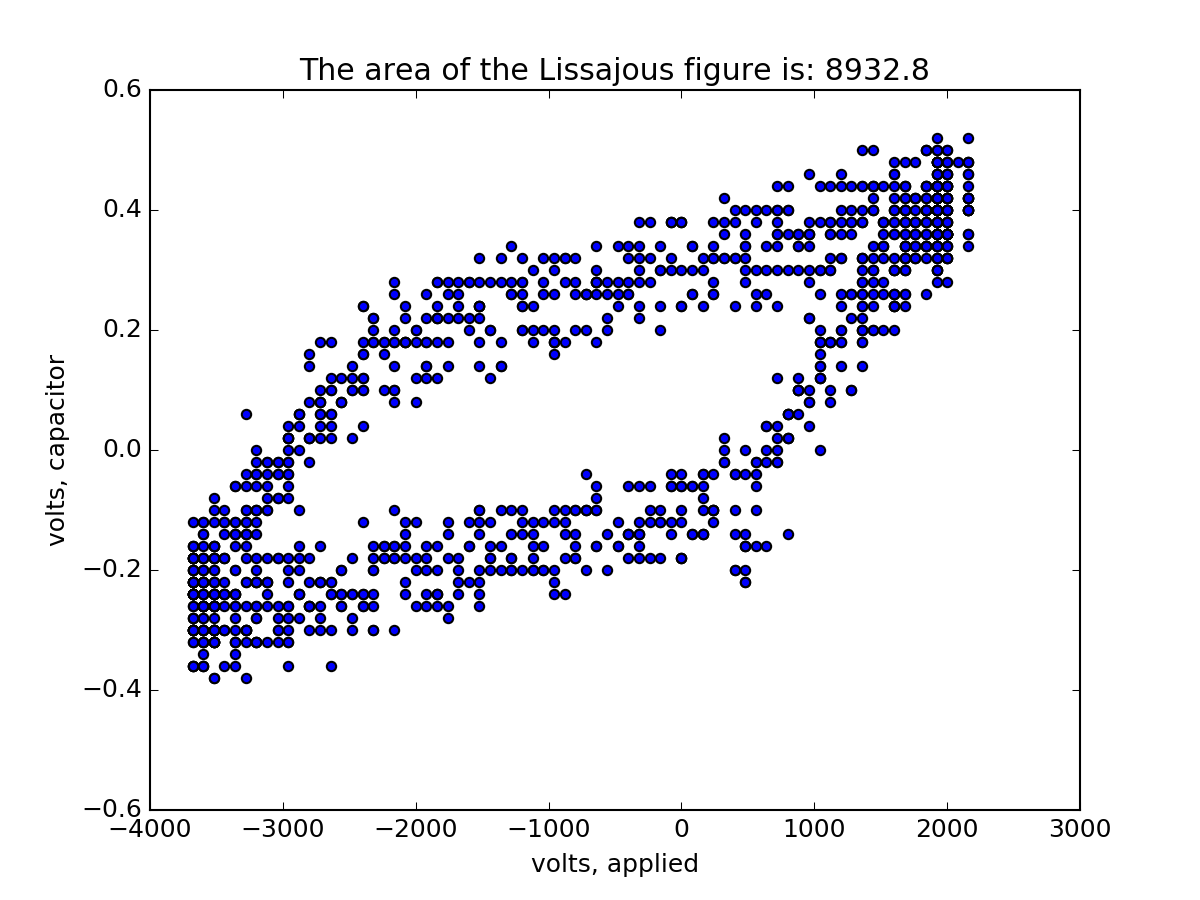 The area of the Lissajous figure is: 8932.8
0.6
0.4
0.2
0.0
−0.2
−0.4
−0.6
volts, capacitor
−4000 −3000 −2000 −1000 0 1000 2000 3000
volts, applied